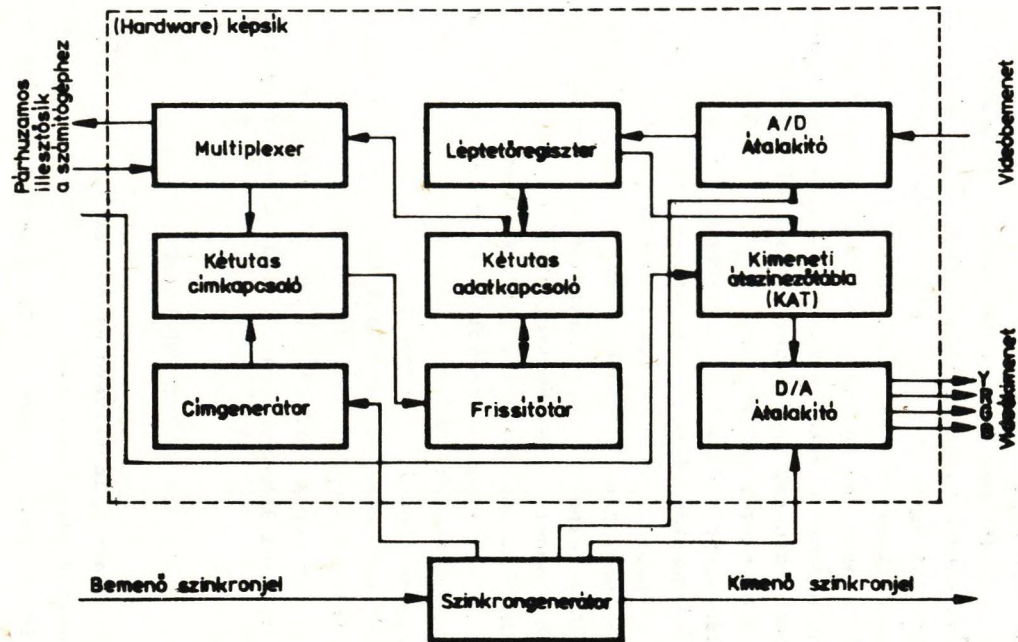 (Hardware) képsík
Párhuzamos
illesztősík
a számítógéphez
Multiplexer
Léptetőregiszter
A/D
Átalakító
Videóbemenet
Kétutas
címkapcsoló
Kétutas
adatkapcsoló
Kimeneti
átszinezőtábla
(KAT)
Címgenerátor
Frissítőtár
D/A
Átalakító
Y
R
G
B
Videókimenet
Bemenő szinkronjel
Szinkrongenerátor
Kimenő szinkronjel